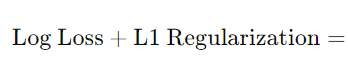 Log Loss + L1 Regularization =